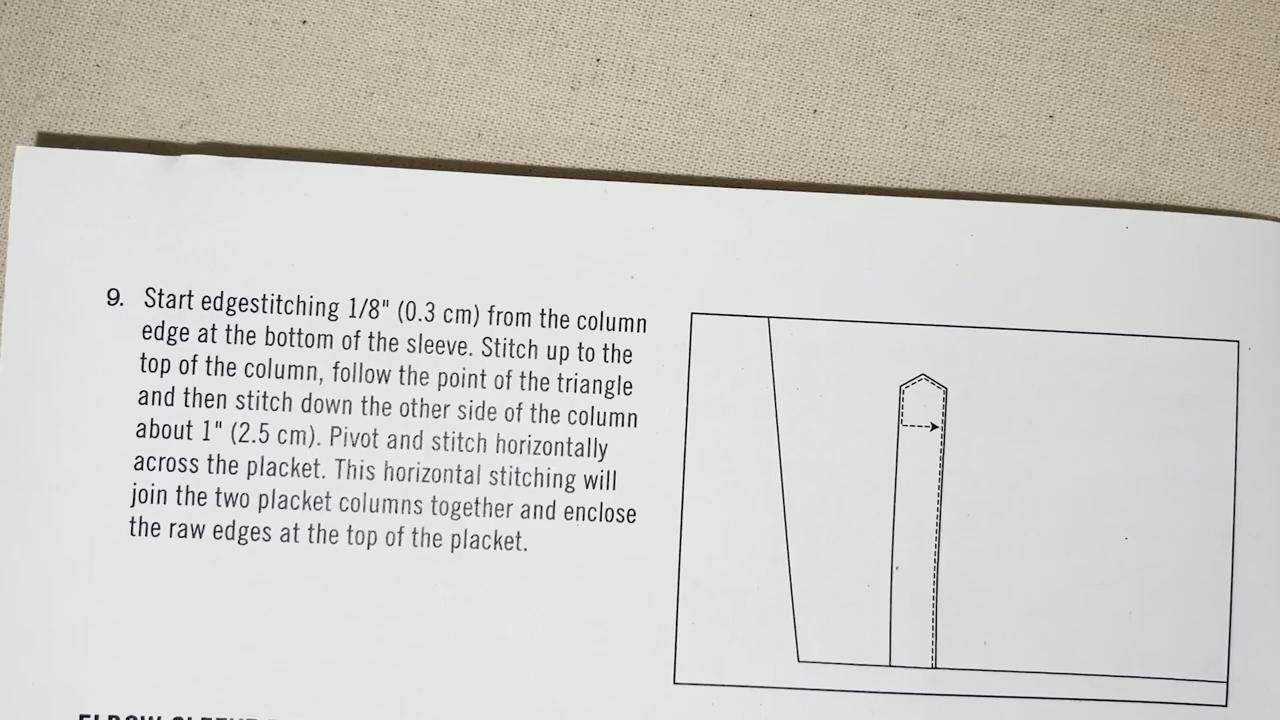 9. Start edgestitching 1/8" (0.3 cm) from the column
edge at the bottom of the sleeve. Stitch up to the
top of the column, follow the point of the triangle
and then stitch down the other side of the column
about 1" (2.5 cm). Pivot and stitch horizontally
across the placket. This horizontal stitching will
join the two placket columns together and enclose
the raw edges at the top of the placket.
ELBOW SLEEVE